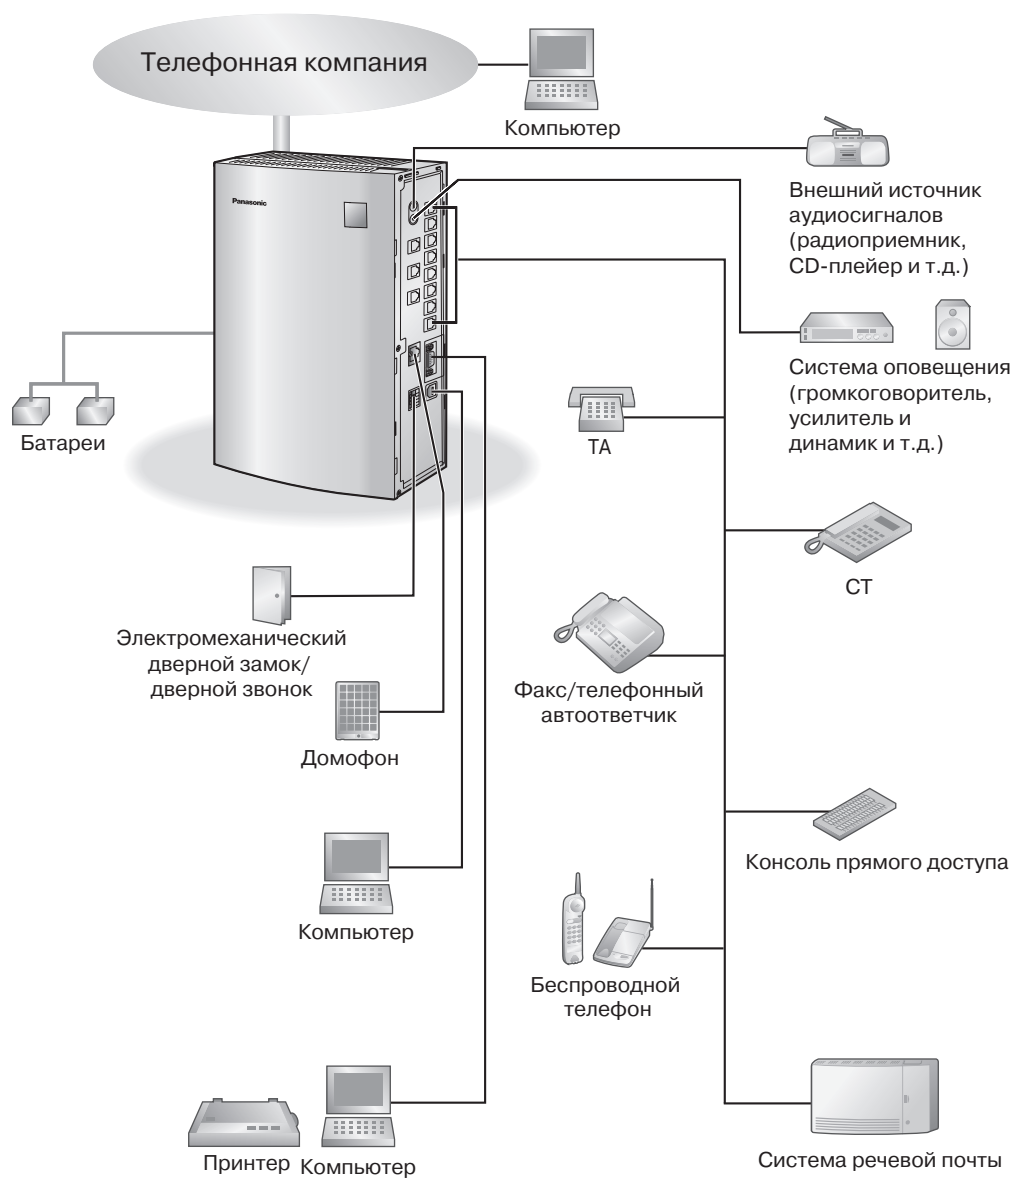 Телефонная компания
Компьютер
Panasonic
Внешний источник
аудиосигналов
(радиоприемник,
CD-плейер и т.д.)
Система оповещения
(громкоговоритель,
усилитель и
динамик и т.д.)
Батареи
ТА
СТ
Электромеханический
дверной замок/
дверной звонок
Факс/телефонный
автоответчик
Домофон
Консоль прямого доступа
Компьютер
Беспроводной
телефон
Принтер
Компьютер
Система речевой почты